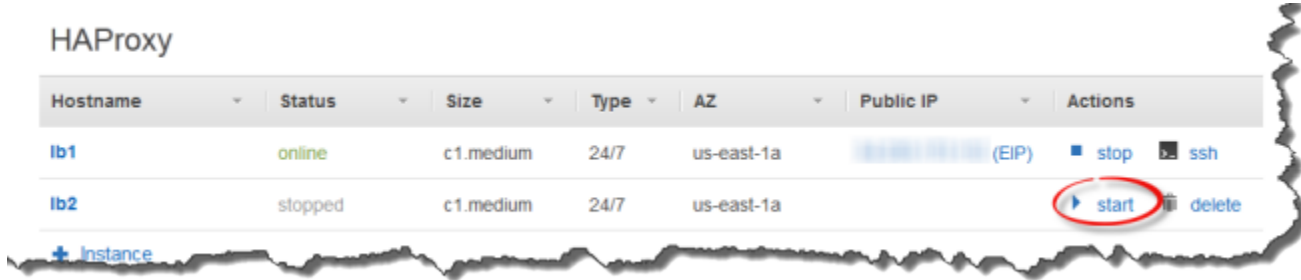 HAProxy
Hostname Status Size Type AZ Public IP Actions
lb1 online c1.medium 24/7 us-east-1a (EIP) stop ssh
lb2 stopped c1.medium 24/7 us-east-1a start delete
Instance